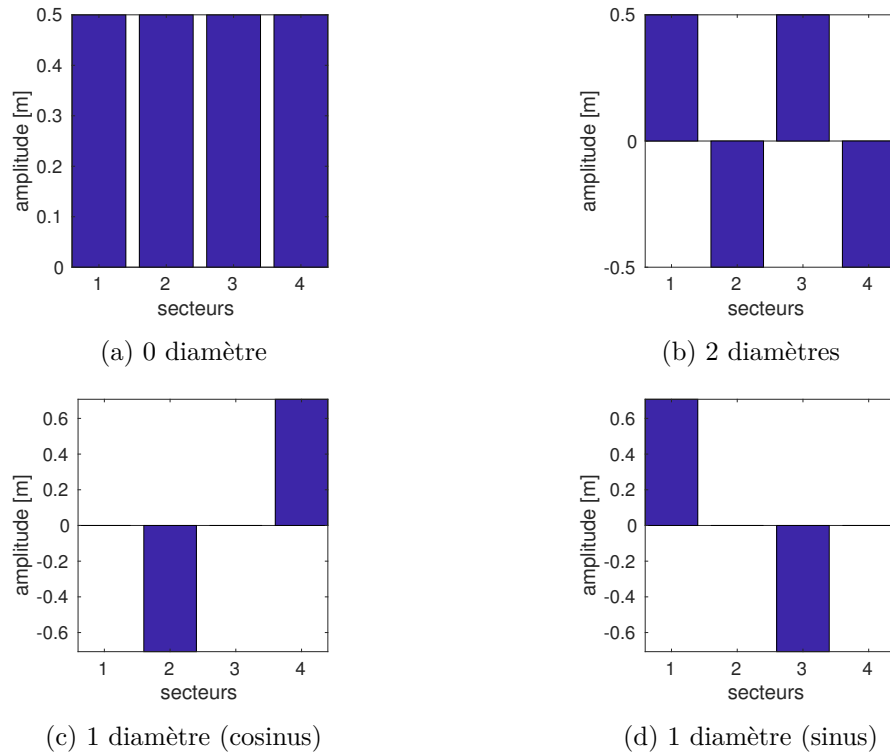 0.5
0.4
0.3
0.2
0.1
0
amplitude [m]
1 2 3 4
secteurs
(a) 0 diamètre
0.5
0
-0.5
amplitude [m]
1 2 3 4
secteurs
(b) 2 diamètres
0.6
0.4
0.2
0
-0.2
-0.4
-0.6
amplitude [m]
1 2 3 4
secteurs
(c) 1 diamètre (cosinus)
0.6
0.4
0.2
0
-0.2
-0.4
-0.6
amplitude [m]
1 2 3 4
secteurs
(d) 1 diamètre (sinus)